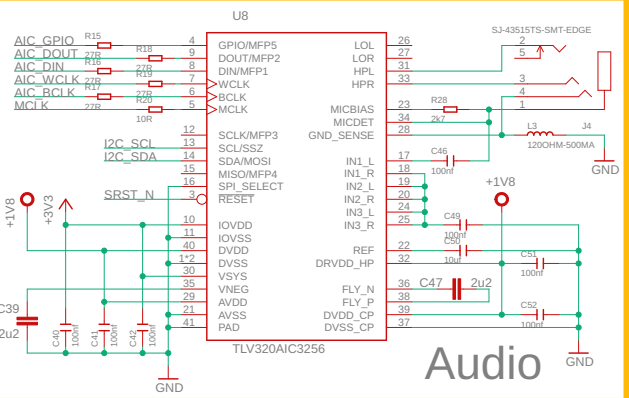 U8
SJ-43515TS-SMT-EDGE
AIC_GPIO R15 4 GPIO/MFP5 LOL 26 2
AIC_DOUT R18 27R 9 DOUT/MFP2 LOR 27 5
AIC_DIN R16 27R 8 DIN/MFP1 HPL 31
AIC_WCLK R19 27R 7 WCLK HPR 33 3
AIC_BCLK R17 27R 6 BCLK 4
MCLK R20 10R 5 MCLK MICBIAS 23 R28 2k7 1
MICDET 34
SCLK/MFP3 12 GND_SENSE 28 L3 120OHM-500MA J4
I2C_SCL 13 SCL/SSZ
I2C_SDA 14 SDA/MOSI IN1_L 17 C46 100nf GND
15 MISO/MFP4 IN1_R 18
16 SPI_SELECT IN2_L 19 +1V8
SRST_N 3 RESET IN2_R 20
IN3_L 24
+1V8 +3V3 10 IOVDD IN3_R 25 C49 100nf
11 IOVSS
40 DVDD REF 22 C50 10uf
1*2 DVSS DRVDD_HP 32 C51 100nf
30 VSYS
35 VNEG FLY_N 36 C47 2u2
29 AVDD FLY_P 38
C39 2u2 21 AVSS DVDD_CP 39 C52 100nf
C40 100nf C41 100nf C42 100nf 41 PAD DVSS_CP 37
TLV320AIC3256
GND
Audio
GND